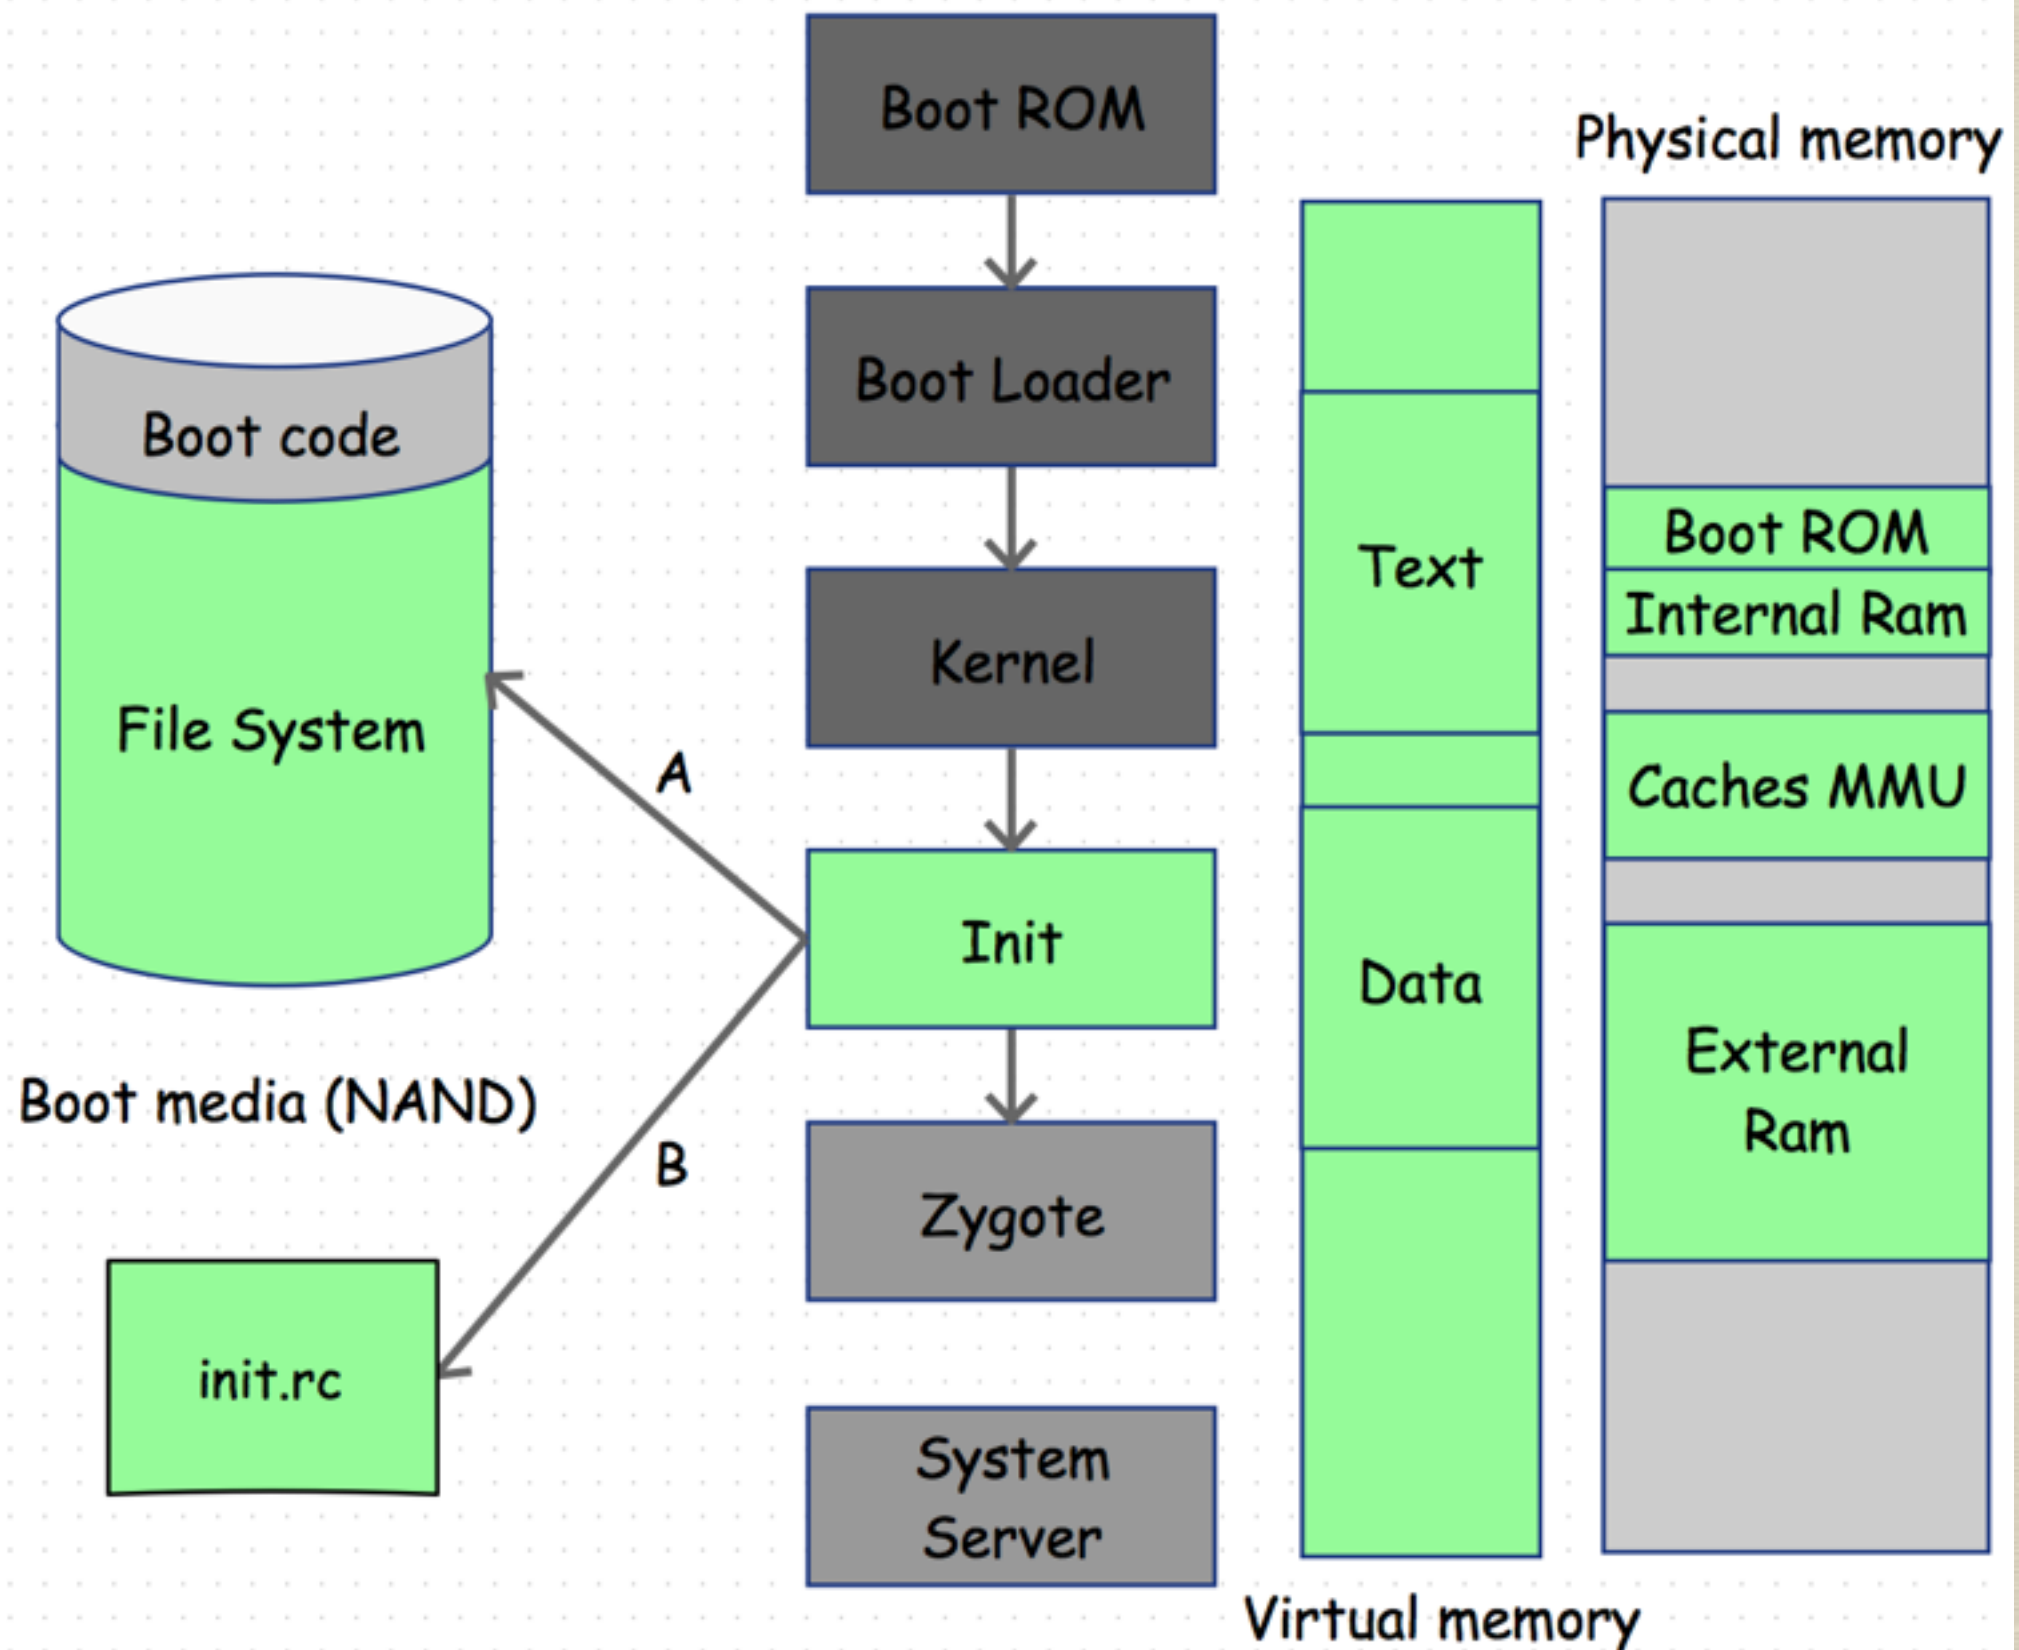 Boot ROM
Boot Loader
Kernel
Init
Zygote
System
Server
Boot code
File System
Boot media (NAND)
init.rc
A
B
Text
Data
Virtual memory
Physical memory
Boot ROM
Internal Ram
Caches MMU
External
Ram